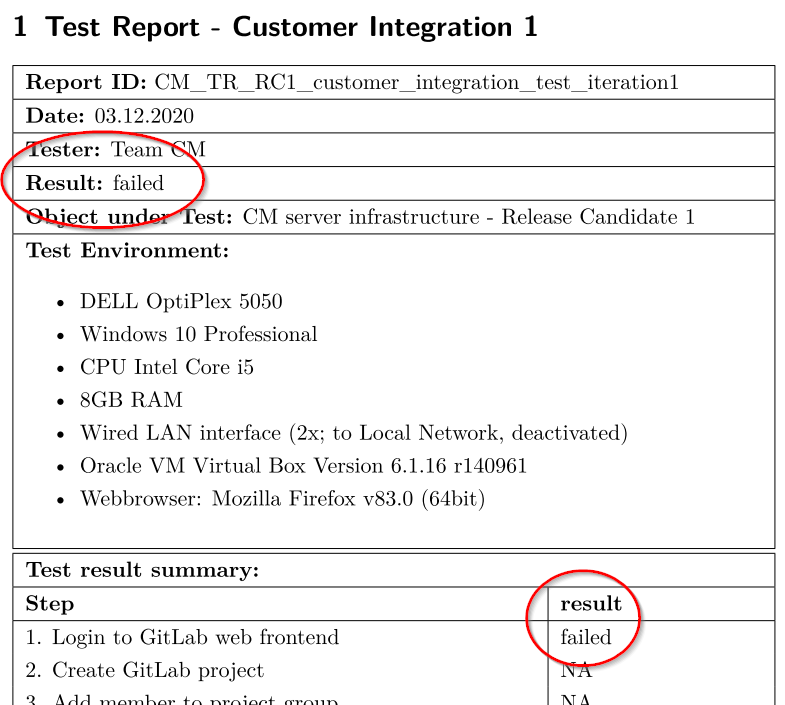 1 Test Report - Customer Integration 1
Report ID: CM_TR_RC1_customer_integration_test_iteration1
Date: 03.12.2020
Tester: Team CM
Result: failed
Object under Test: CM server infrastructure - Release Candidate 1
Test Environment:
• DELL OptiPlex 5050
• Windows 10 Professional
• CPU Intel Core i5
• 8GB RAM
• Wired LAN interface (2x; to Local Network, deactivated)
• Oracle VM Virtual Box Version 6.1.16 r140961
• Webbrowser: Mozilla Firefox v83.0 (64bit)
Test result summary:
Step result
1. Login to GitLab web frontend failed
2. Create GitLab project NA
3. Add member to project group NA